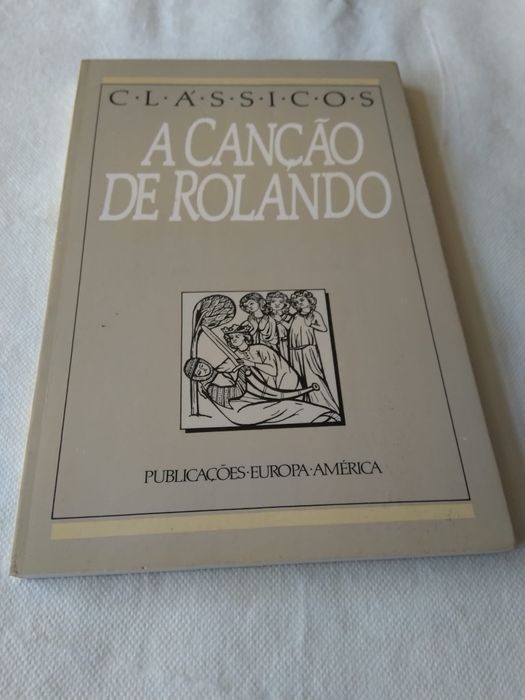 C·L·Á·S·S·I·C·O·S
A CANÇÃO
DE ROLANDO
PUBLICAÇÕES·EUROPA·AMÉRICA